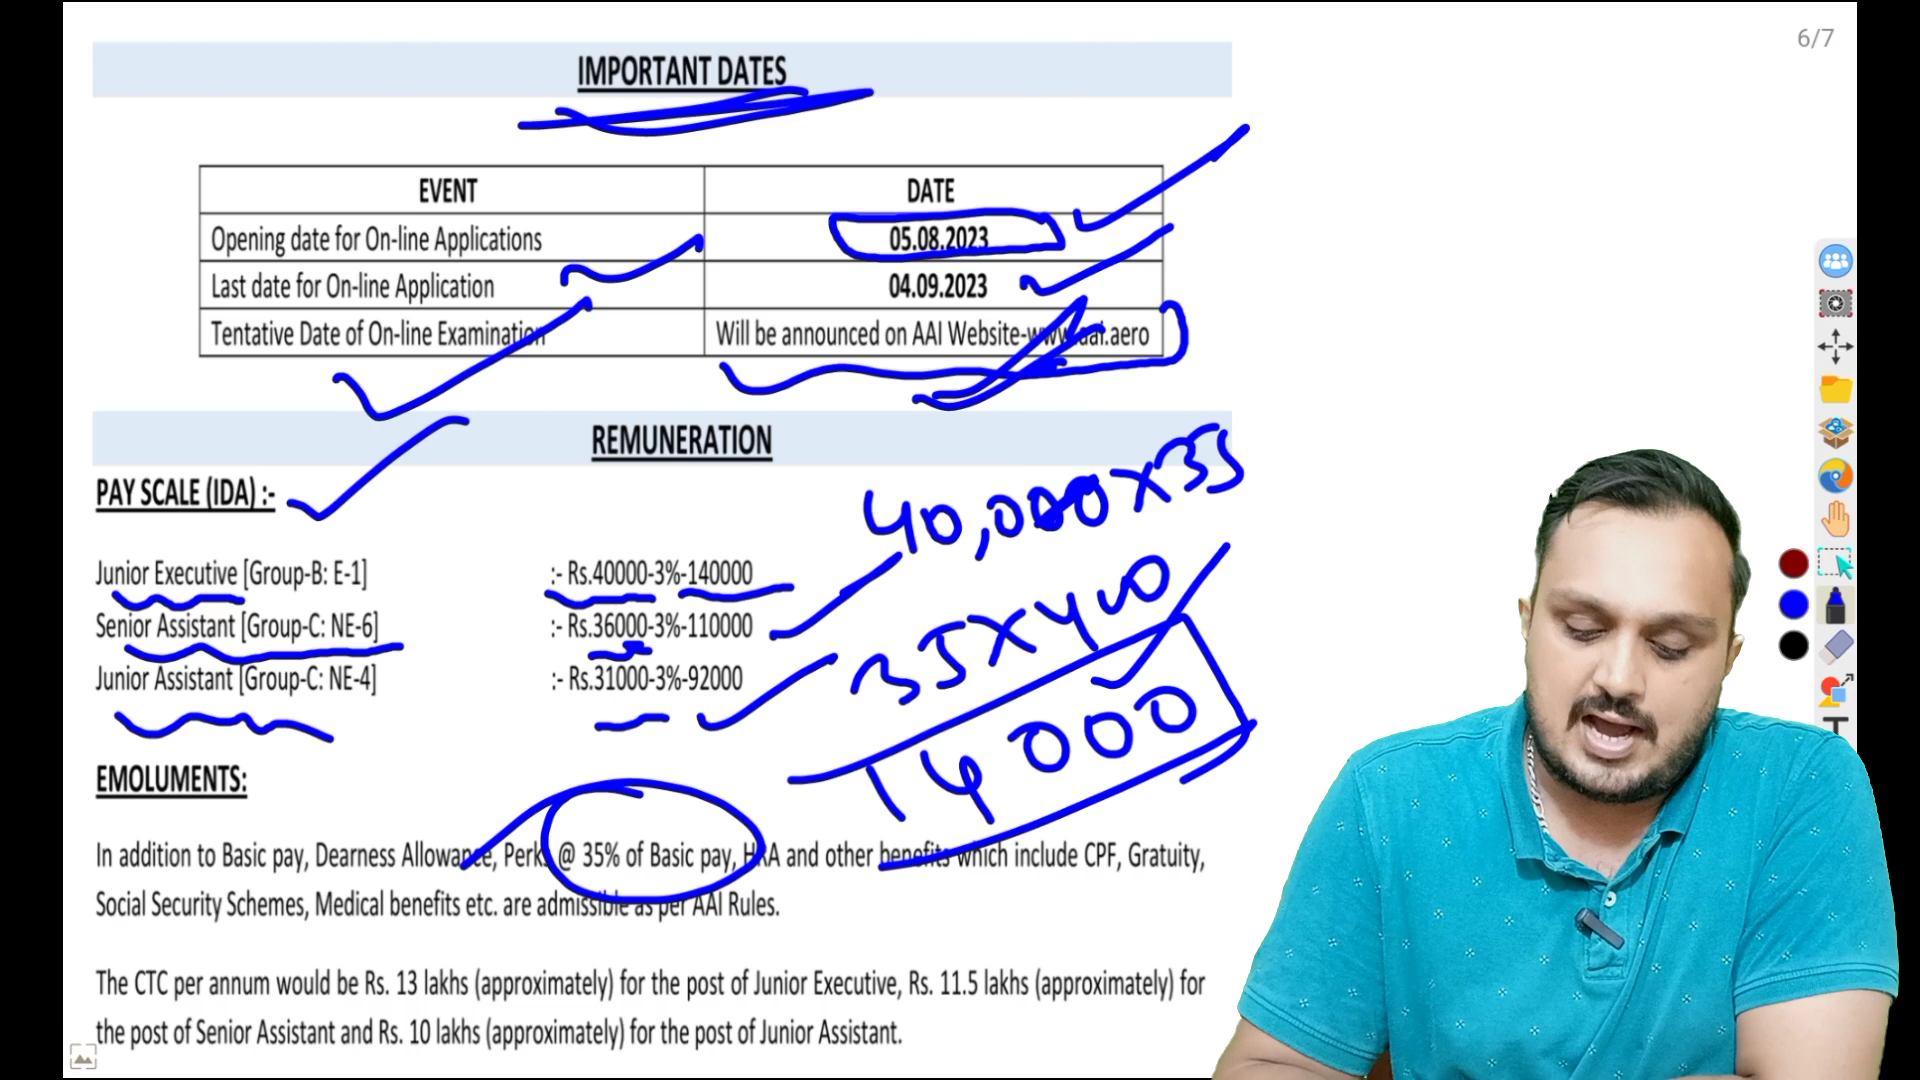 6/7
IMPORTANT DATES
EVENT DATE
Opening date for On-line Applications 05.08.2023
Last date for On-line Application 04.09.2023
Tentative Date of On-line Examination Will be announced on AAI Website-www.aai.aero
REMUNERATION
PAY SCALE (IDA) :-
40,000 X 35
Junior Executive [Group-B: E-1] :- Rs.40000-3%-140000
Senior Assistant [Group-C: NE-6] :- Rs.36000-3%-110000
35 X 400
Junior Assistant [Group-C: NE-4] :- Rs.31000-3%-92000
14000
EMOLUMENTS:
In addition to Basic pay, Dearness Allowance, Perks @ 35% of Basic pay, HRA and other benefits which include CPF, Gratuity,
Social Security Schemes, Medical benefits etc. are admissible as per AAI Rules.
The CTC per annum would be Rs. 13 lakhs (approximately) for the post of Junior Executive, Rs. 11.5 lakhs (approximately) for
the post of Senior Assistant and Rs. 10 lakhs (approximately) for the post of Junior Assistant.